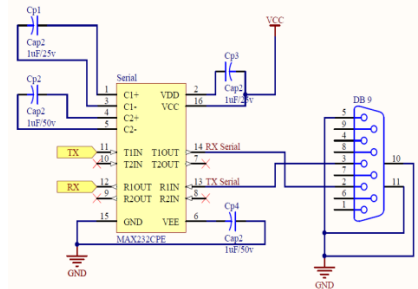 Cp1
Cap2
1uF/25v
Cp2
Cap2
1uF/50v
Serial
1 C1+ VDD 2
3 C1- VCC 16
4 C2+
5 C2-
TX 11 T1IN T1OUT 14 RX Serial
10 T2IN T2OUT 7
RX 12 R1OUT R1IN 13 TX Serial
9 R2OUT R2IN 8
15 GND VEE 6
MAX232CPE
GND
Cp3
Cap2
1uF/25v
VCC
Cp4
Cap2
1uF/50v
DB 9
5
9
4
8
3
7
2
6
1
10
11
GND